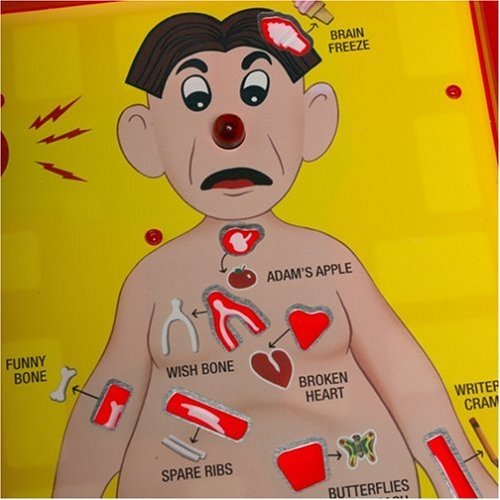 BRAIN
FREEZE
ADAM'S APPLE
WISH BONE
FUNNY
BONE
BROKEN
HEART
WRITER
CRAM
SPARE RIBS
BUTTERFLIES